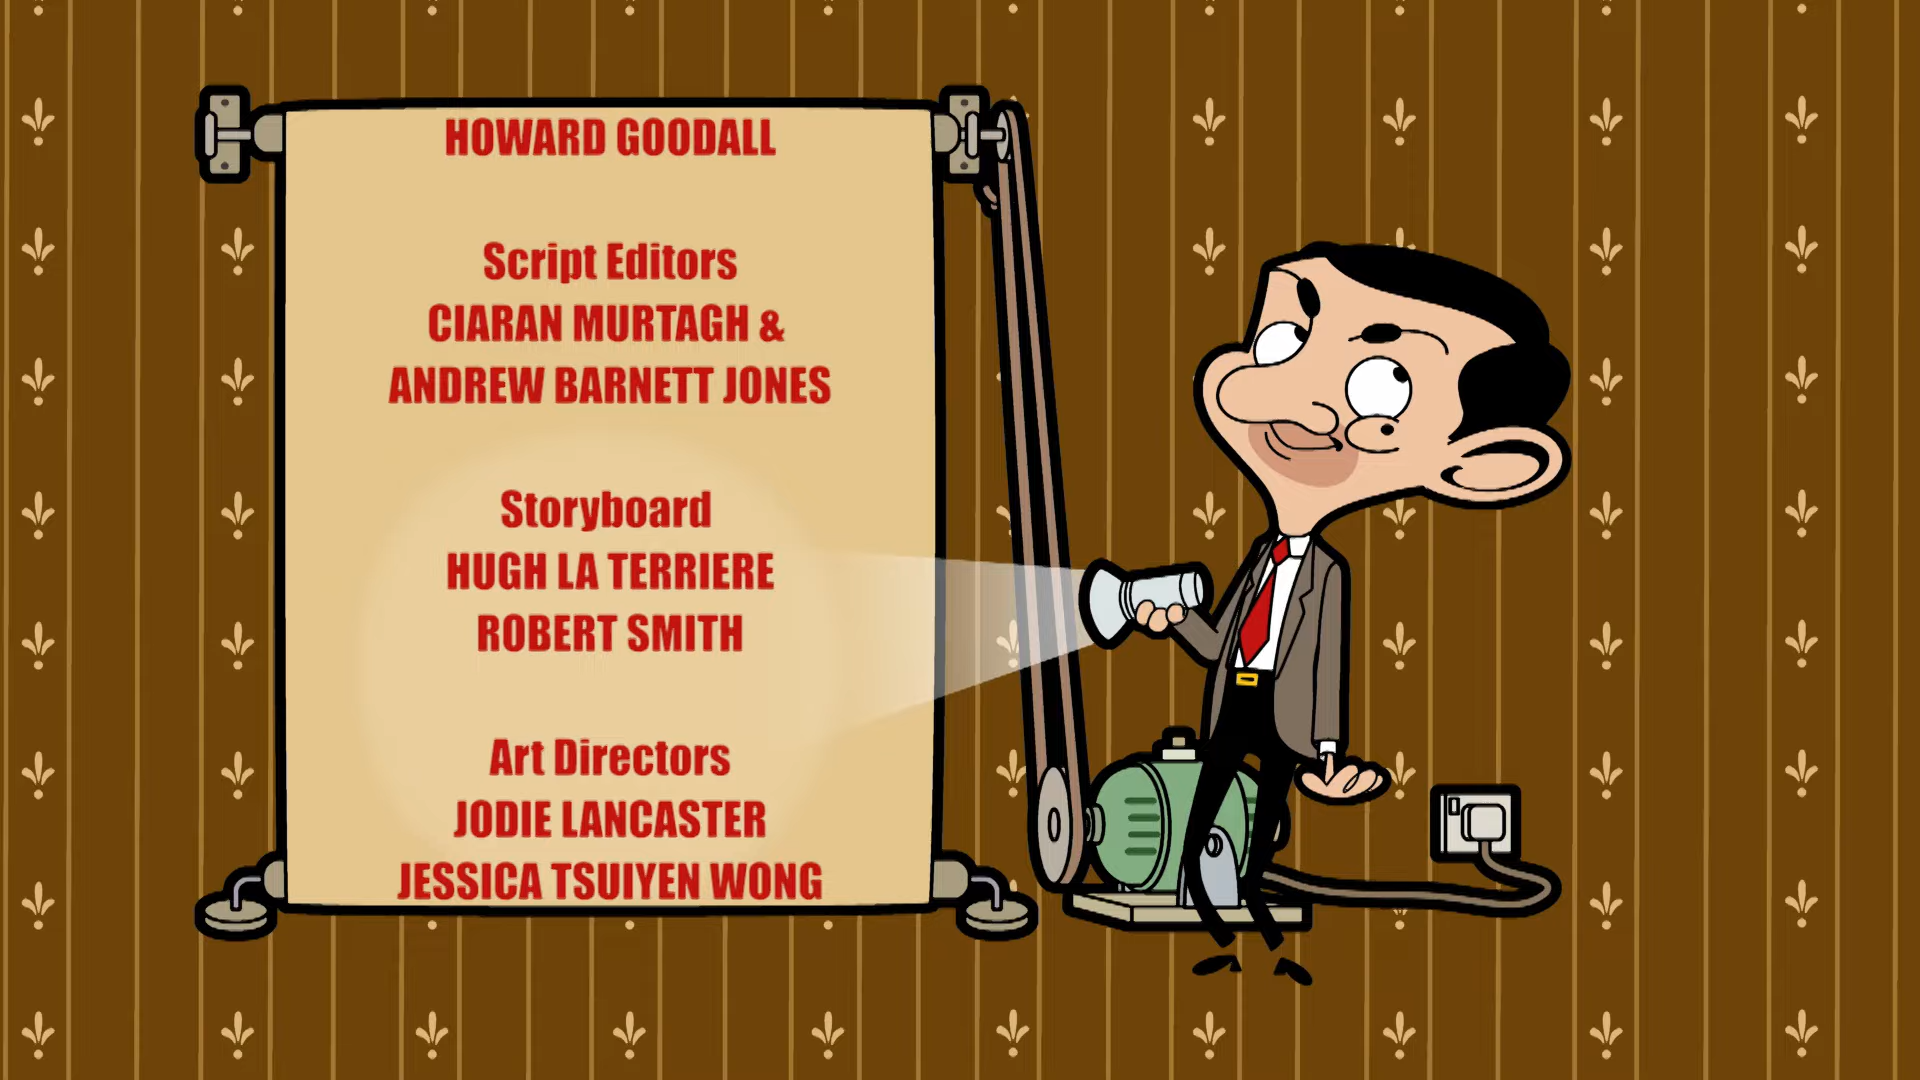 HOWARD GOODALL
Script Editors
CIARAN MURTAGH &
ANDREW BARNETT JONES
Storyboard
HUGH LA TERRIERE
ROBERT SMITH
Art Directors
JODIE LANCASTER
JESSICA TSUIYEN WONG